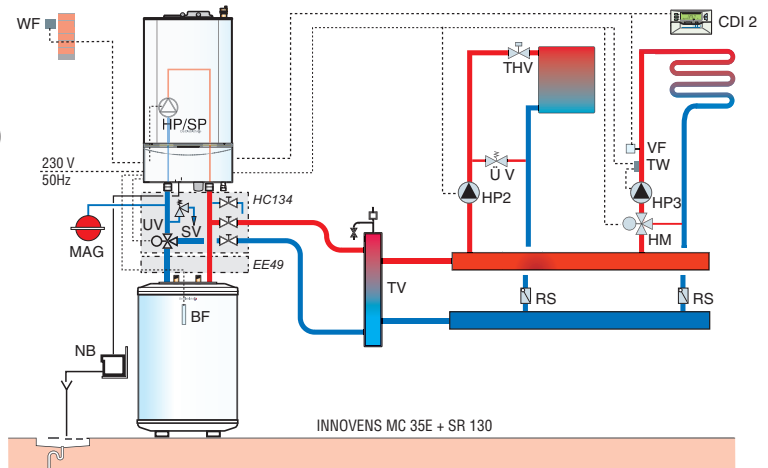 WF
CDI 2
THV
HP/SP
VF
TW
230 V
50Hz
Ü V
HC134
HP2
HP3
UV
SV
HM
MAG
EE49
TV
RS
RS
BF
NB
INNOVENS MC 35E + SR 130